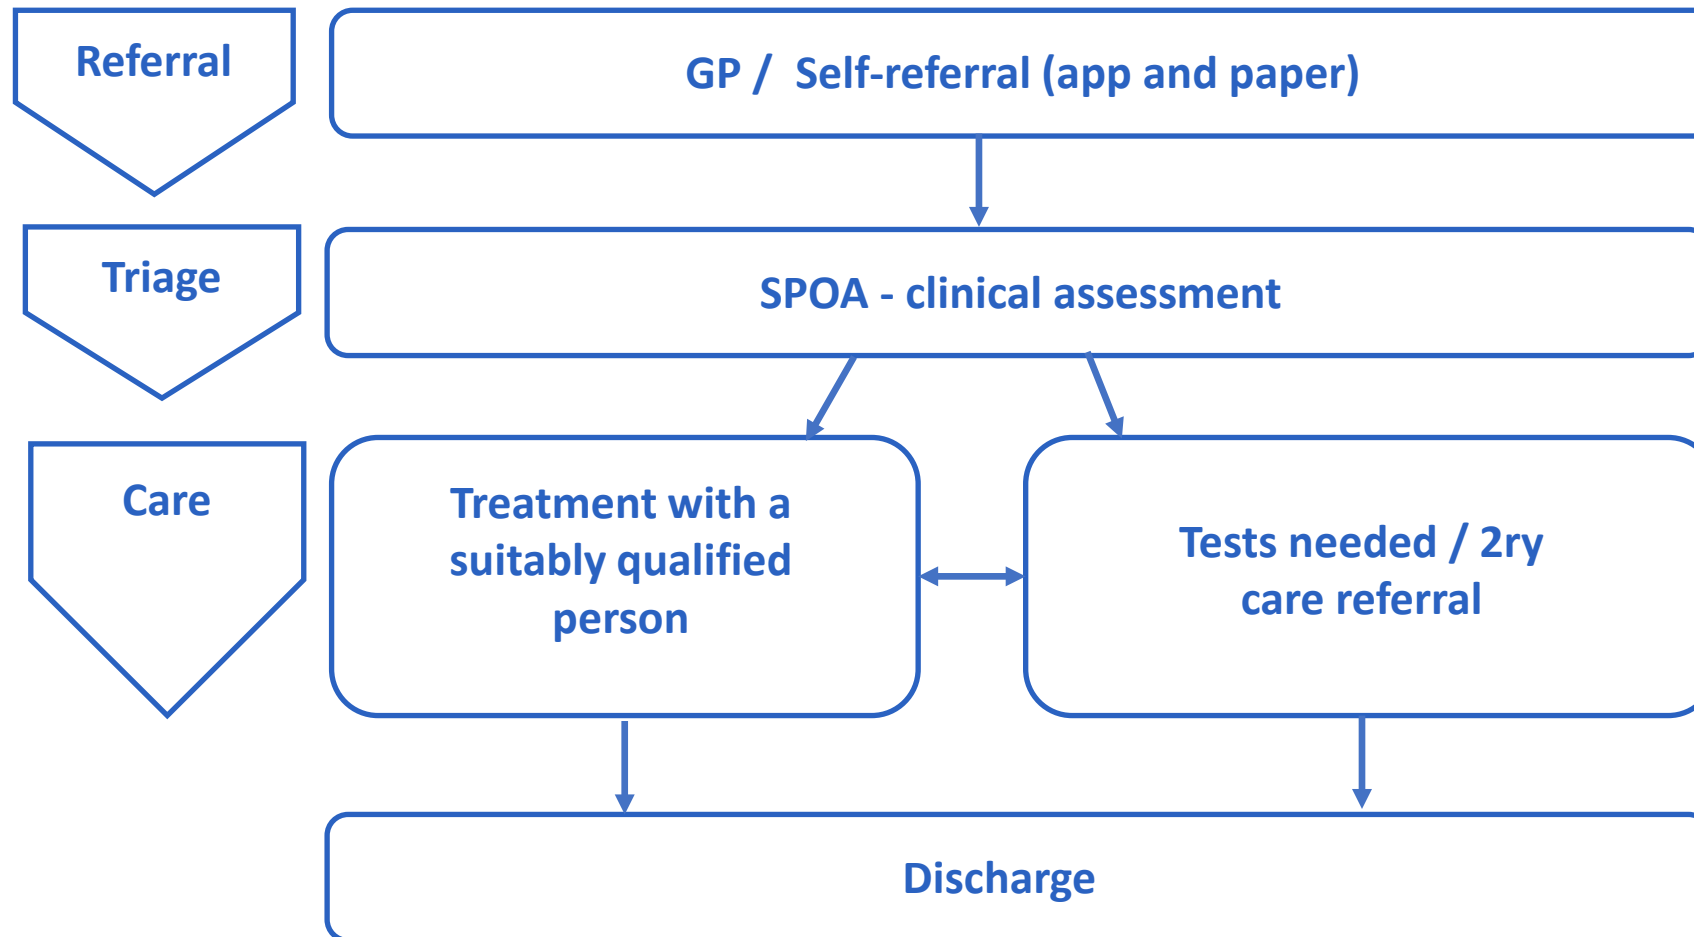 Referral
GP /  Self-referral (app and paper)
Triage
SPOA - clinical assessment
Care
Treatment with a
suitably qualified
person
Tests needed / 2ry
care referral
Discharge